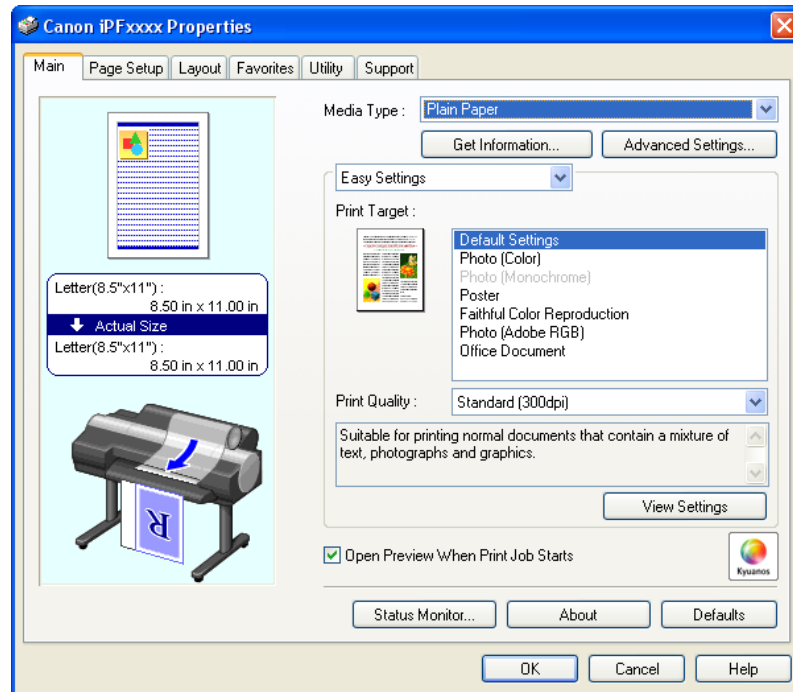 Canon iPFxxxx Properties
Main Page Setup Layout Favorites Utility Support
Media Type : Plain Paper
Get Information... Advanced Settings...
Easy Settings
Print Target :
Default Settings
Photo (Color)
Photo (Monochrome)
Poster
Faithful Color Reproduction
Photo (Adobe RGB)
Office Document
Letter(8.5"x11") :
8.50 in x 11.00 in
Actual Size
Letter(8.5"x11") :
8.50 in x 11.00 in
R
Print Quality : Standard (300dpi)
Suitable for printing normal documents that contain a mixture of
text, photographs and graphics.
View Settings
Open Preview When Print Job Starts
Kyuanos
Status Monitor... About Defaults
OK Cancel Help